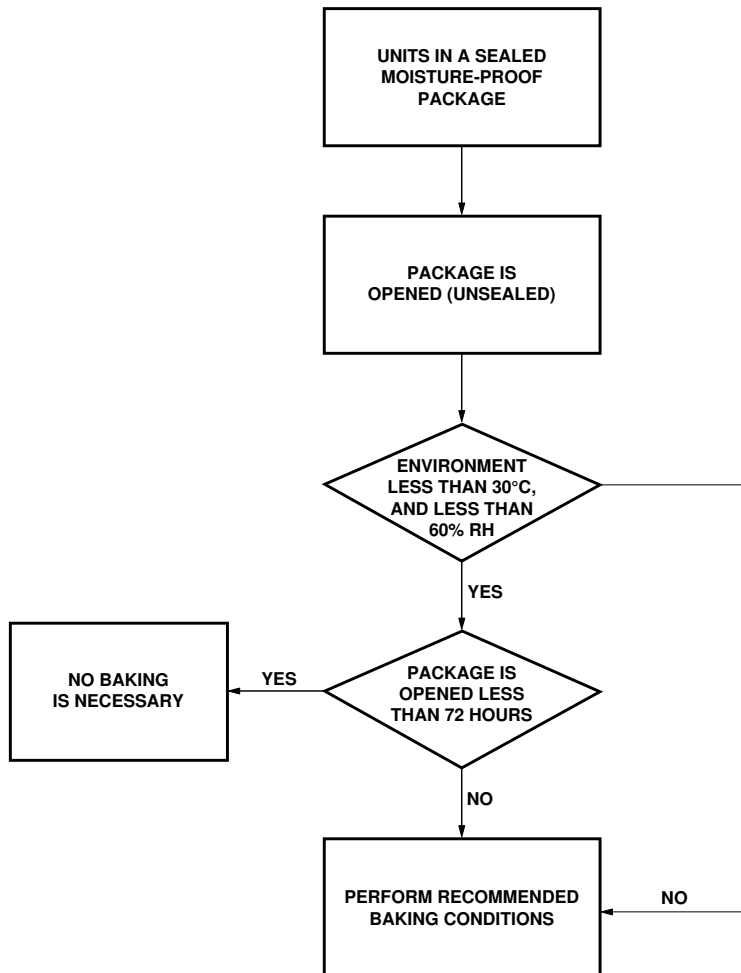 UNITS IN A SEALED
MOISTURE-PROOF
PACKAGE
PACKAGE IS
OPENED (UNSEALED)
ENVIRONMENT
LESS THAN 30°C,
AND LESS THAN
60% RH
YES
PACKAGE IS
OPENED LESS
THAN 72 HOURS
YES
NO BAKING
IS NECESSARY
NO
PERFORM RECOMMENDED
BAKING CONDITIONS
NO